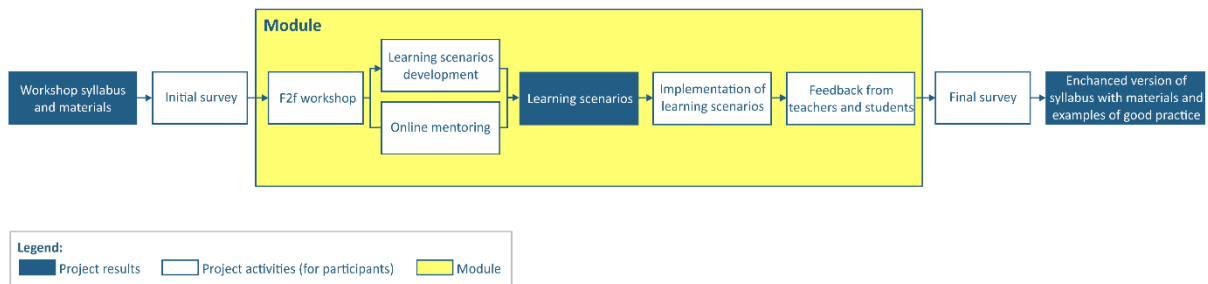 Module
Workshop syllabus
and materials
Initial survey
F2f workshop
Learning scenarios
development
Online mentoring
Learning scenarios
Implementation of
learning scenarios
Feedback from
teachers and students
Final survey
Enchanced version of
syllabus with materials and
examples of good practice
Legend:
Project results
Project activities (for participants)
Module